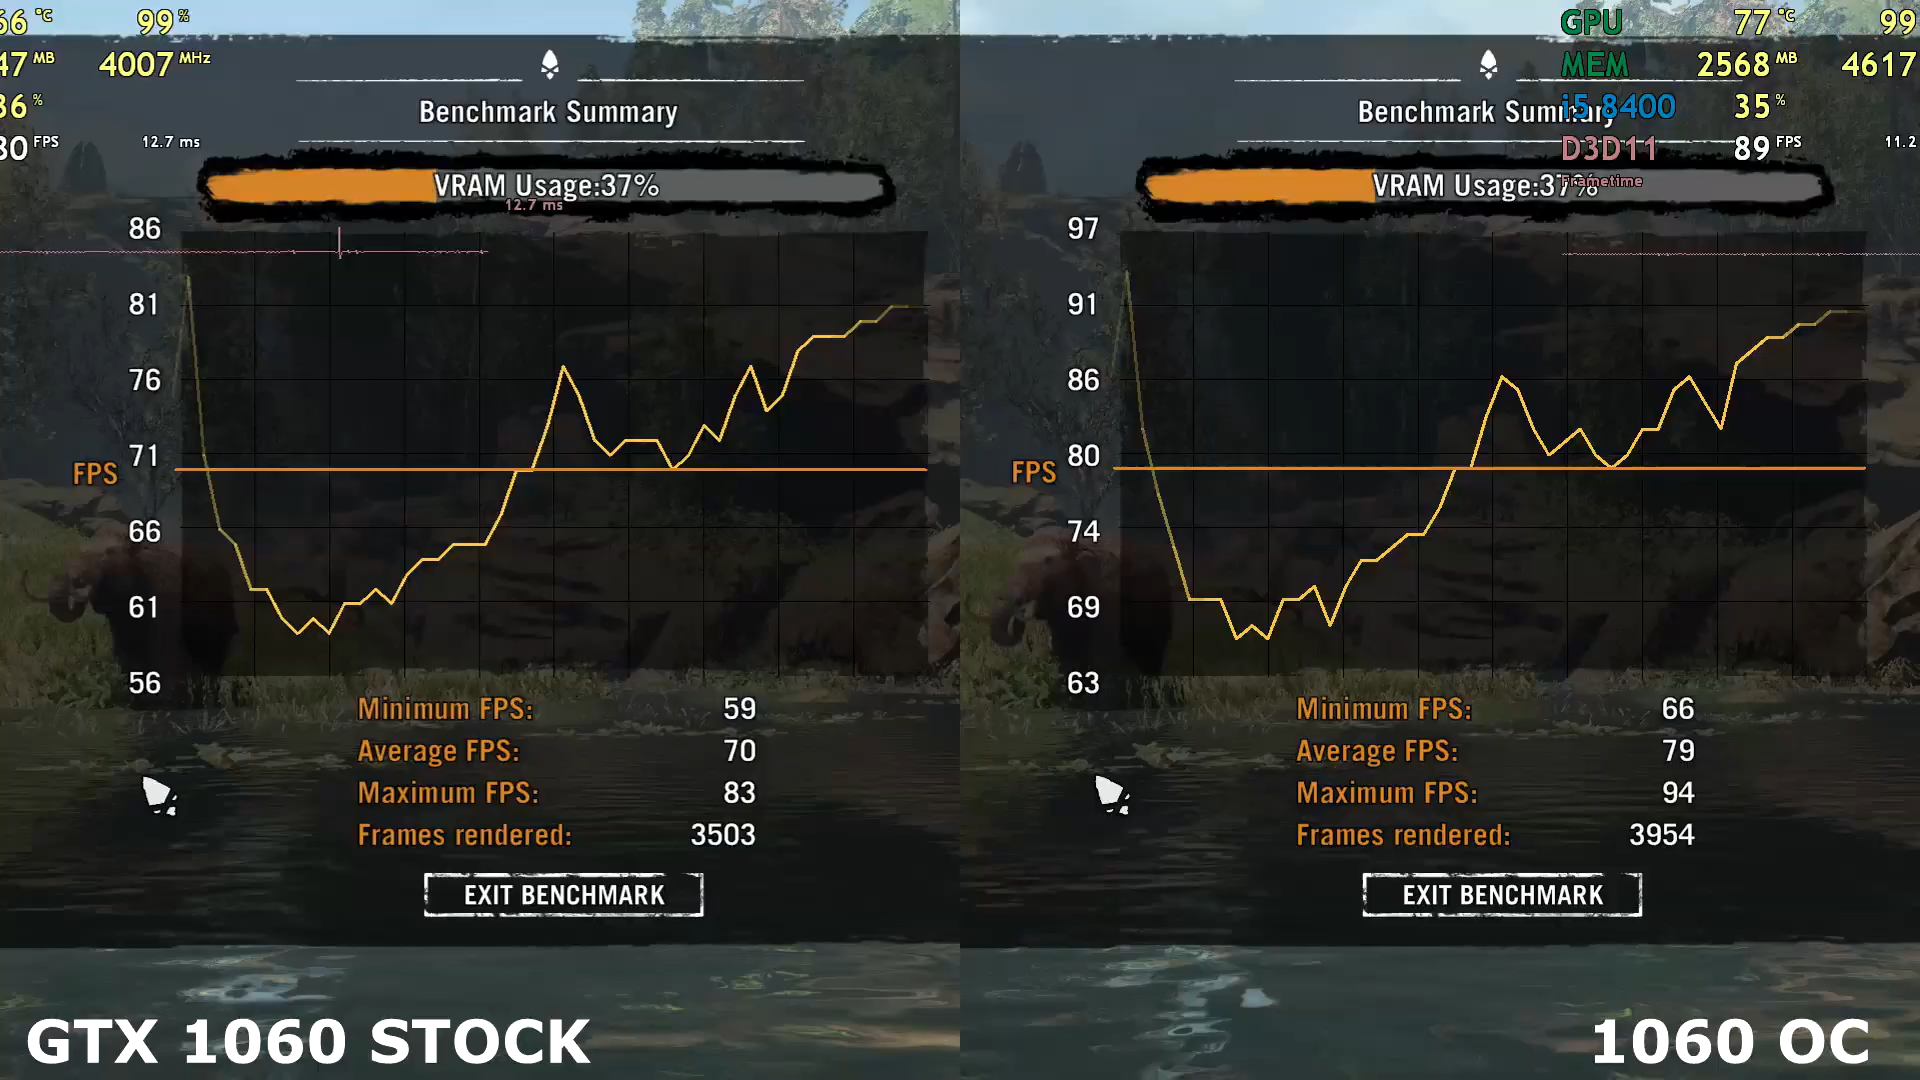 66 °C 99 %
47 MB 4007 MHz
36 %
80 FPS 12.7 ms
Benchmark Summary
VRAM Usage:37%
12.7 ms
86
81
76
71
FPS
66
61
56
Minimum FPS: 59
Average FPS: 70
Maximum FPS: 83
Frames rendered: 3503
EXIT BENCHMARK
GTX 1060 STOCK
GPU 77 °C 99
MEM 2568 MB 4617
Benchmark Summary
i5 8400 35 %
D3D11 89 FPS 11.2
VRAM Usage:37%
Frametime
97
91
86
80
FPS
74
69
63
Minimum FPS: 66
Average FPS: 79
Maximum FPS: 94
Frames rendered: 3954
EXIT BENCHMARK
1060 OC